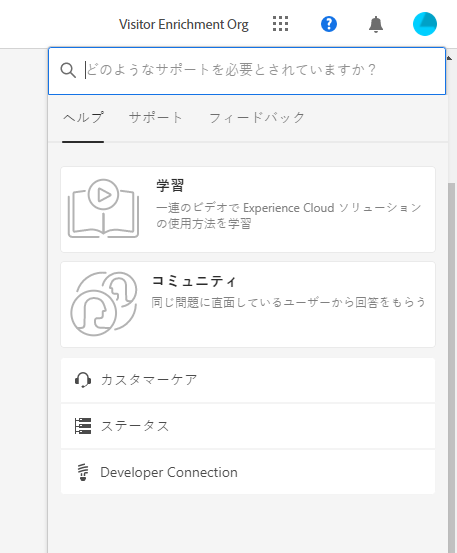 Visitor Enrichment Org
どのようなサポートを必要とされていますか？
ヘルプ サポート フィードバック
学習
一連のビデオで Experience Cloud ソリューション
の使用方法を学習
コミュニティ
同じ問題に直面しているユーザーから回答をもらう
カスタマーケア
ステータス
Developer Connection